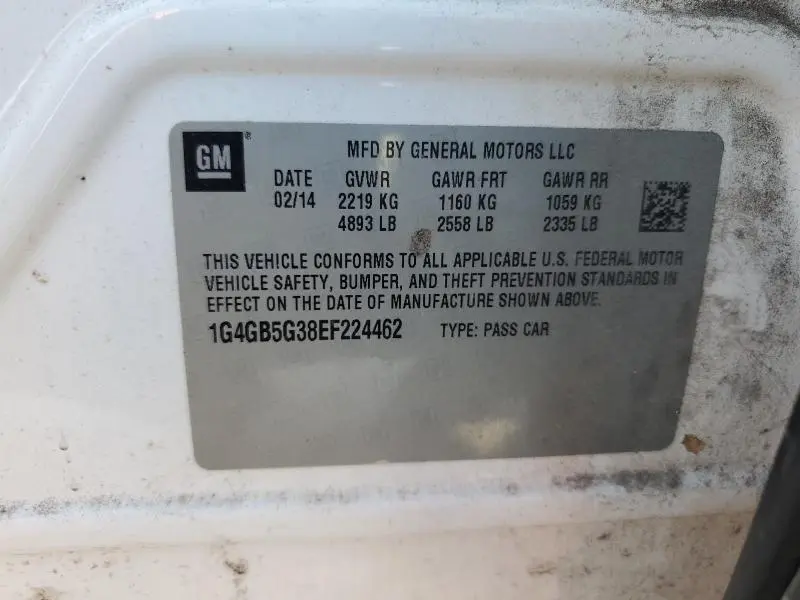 GM ®
MFD BY GENERAL MOTORS LLC
DATE GVWR GAWR FRT GAWR RR
02/14 2219 KG 1160 KG 1059 KG
4893 LB 2558 LB 2335 LB
THIS VEHICLE CONFORMS TO ALL APPLICABLE U.S. FEDERAL MOTOR
VEHICLE SAFETY, BUMPER, AND THEFT PREVENTION STANDARDS IN
EFFECT ON THE DATE OF MANUFACTURE SHOWN ABOVE.
1G4GB5G38EF224462 TYPE: PASS CAR